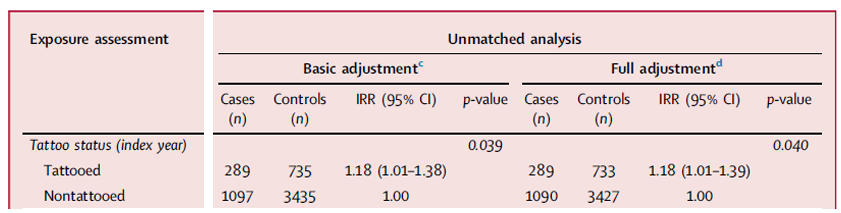 Exposure assessment Unmatched analysis
Basic adjustmentc Full adjustmentd
Cases Controls IRR (95% CI) p-value Cases Controls IRR (95% CI) p-value
(n) (n) (n) (n)
Tattoo status (index year) 0.039 0.040
Tattooed 289 735 1.18 (1.01–1.38) 289 733 1.18 (1.01–1.39)
Nontattooed 1097 3435 1.00 1090 3427 1.00